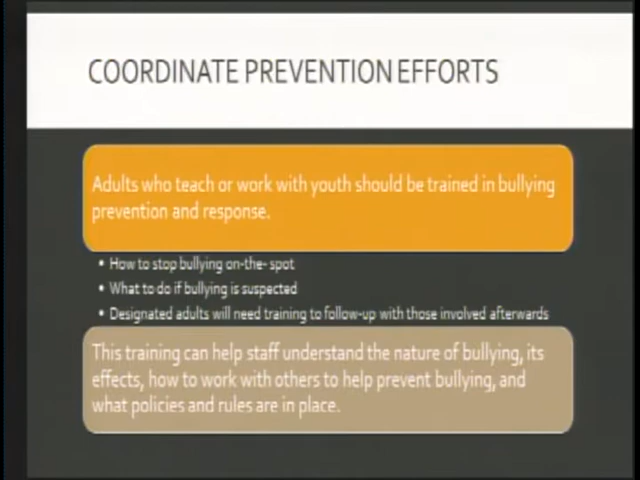 COORDINATE PREVENTION EFFORTS
Adults who teach or work with youth should be trained in bullying
prevention and response.
• How to stop bullying on-the- spot
• What to do if bullying is suspected
• Designated adults will need training to follow-up with those involved afterwards
This training can help staff understand the nature of bullying, its
effects, how to work with others to help prevent bullying, and
what policies and rules are in place.